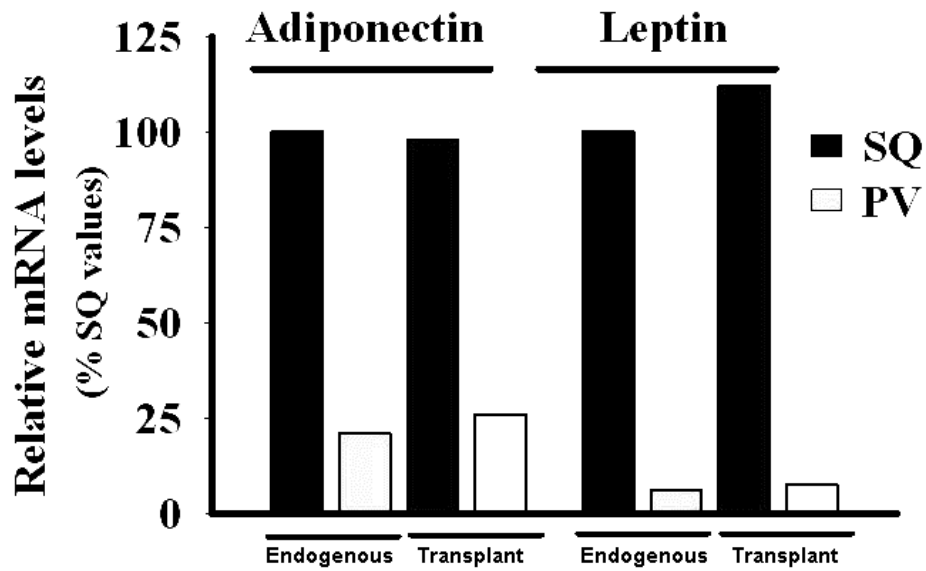 Adiponectin Leptin
125
100
75
50
25
0
Relative mRNA levels
(% SQ values)
SQ
PV
Endogenous Transplant Endogenous Transplant